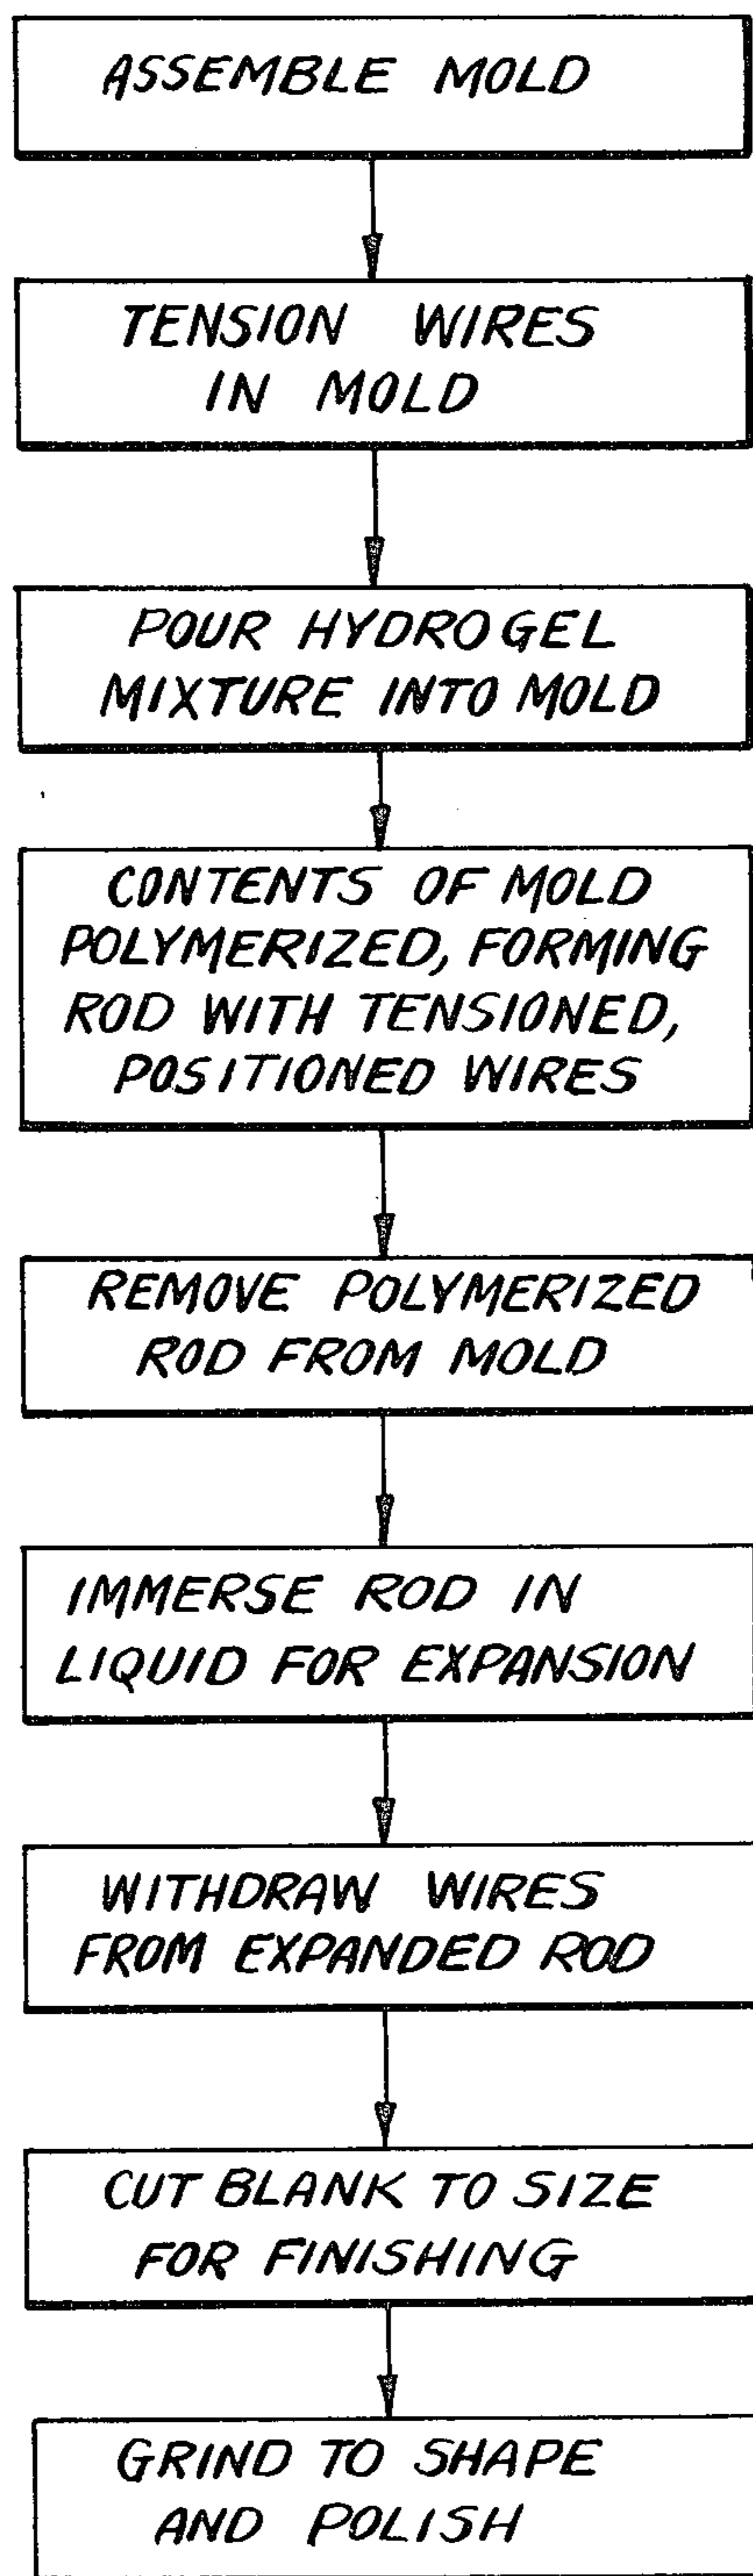 ASSEMBLE MOLD
TENSION WIRES
IN MOLD
POUR HYDROGEL
MIXTURE INTO MOLD
CONTENTS OF MOLD
POLYMERIZED, FORMING
ROD WITH TENSIONED,
POSITIONED WIRES
REMOVE POLYMERIZED
ROD FROM MOLD
IMMERSE ROD IN
LIQUID FOR EXPANSION
WITHDRAW WIRES
FROM EXPANDED ROD
CUT BLANK TO SIZE
FOR FINISHING
GRIND TO SHAPE
AND POLISH